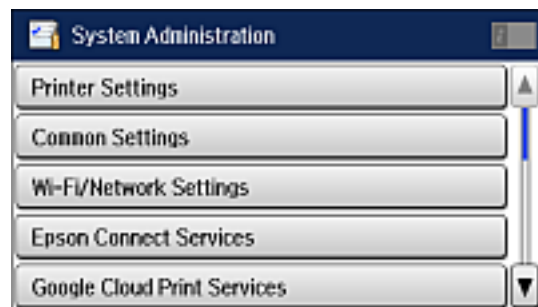 System Administration
Printer Settings
Common Settings
Wi-Fi/Network Settings
Epson Connect Services
Google Cloud Print Services